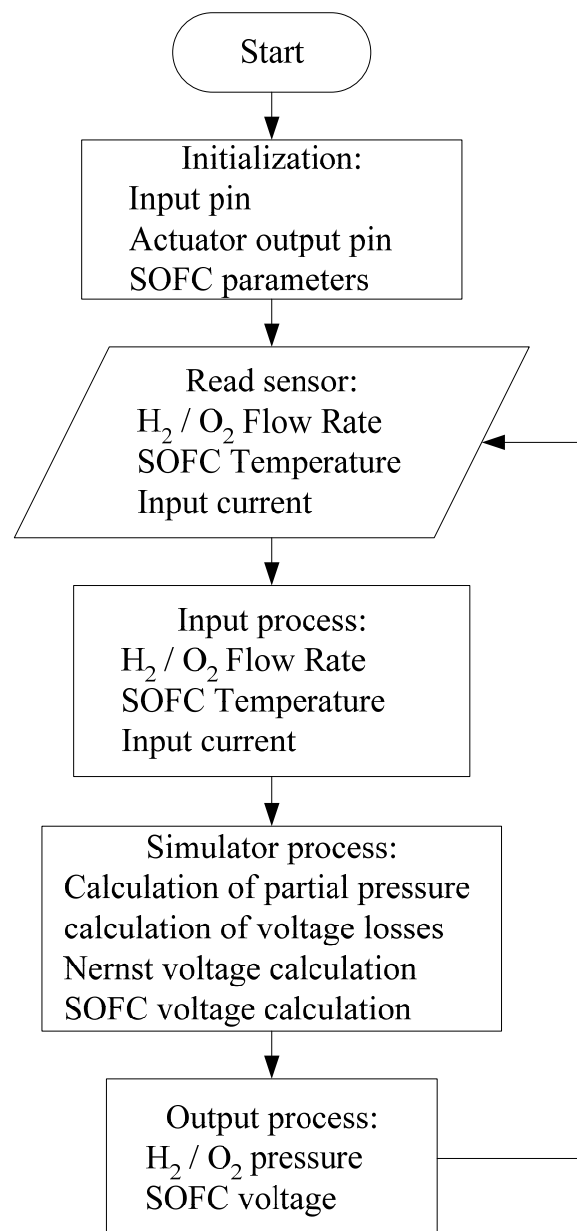 Start
Initialization:
Input pin
Actuator output pin
SOFC parameters
Read sensor:
H₂ / O₂ Flow Rate
SOFC Temperature
Input current
Input process:
H₂ / O₂ Flow Rate
SOFC Temperature
Input current
Simulator process:
Calculation of partial pressure
calculation of voltage losses
Nernst voltage calculation
SOFC voltage calculation
Output process:
H₂ / O₂ pressure
SOFC voltage